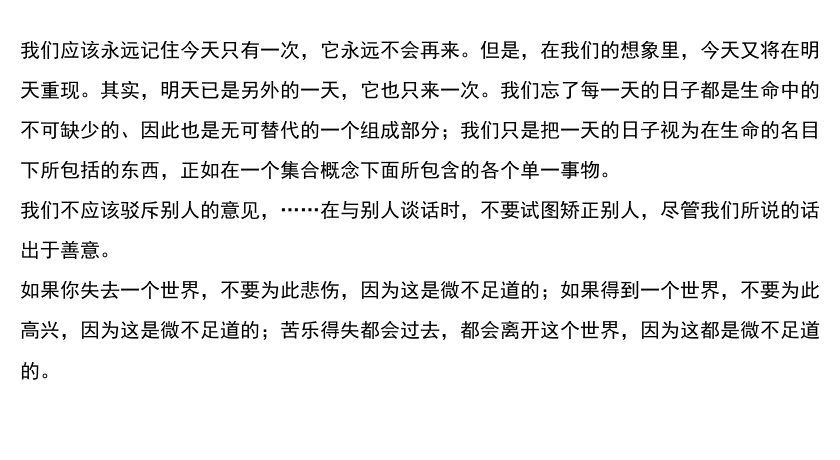 我们应该永远记住今天只有一次，它永远不会再来。但是，在我们的想象里，今天又将在明
天重现。其实，明天已是另外的一天，它也只来一次。我们忘了每一天的日子都是生命中的
不可缺少的、因此也是无可替代的一个组成部分；我们只是把一天的日子视为在生命的名目
下所包括的东西，正如在一个集合概念下面所包含的各个单一事物。
我们不应该驳斥别人的意见，……在与别人谈话时，不要试图矫正别人，尽管我们所说的话
出于善意。
如果你失去一个世界，不要为此悲伤，因为这是微不足道的；如果得到一个世界，不要为此
高兴，因为这是微不足道的；苦乐得失都会过去，都会离开这个世界，因为这都是微不足道
的。